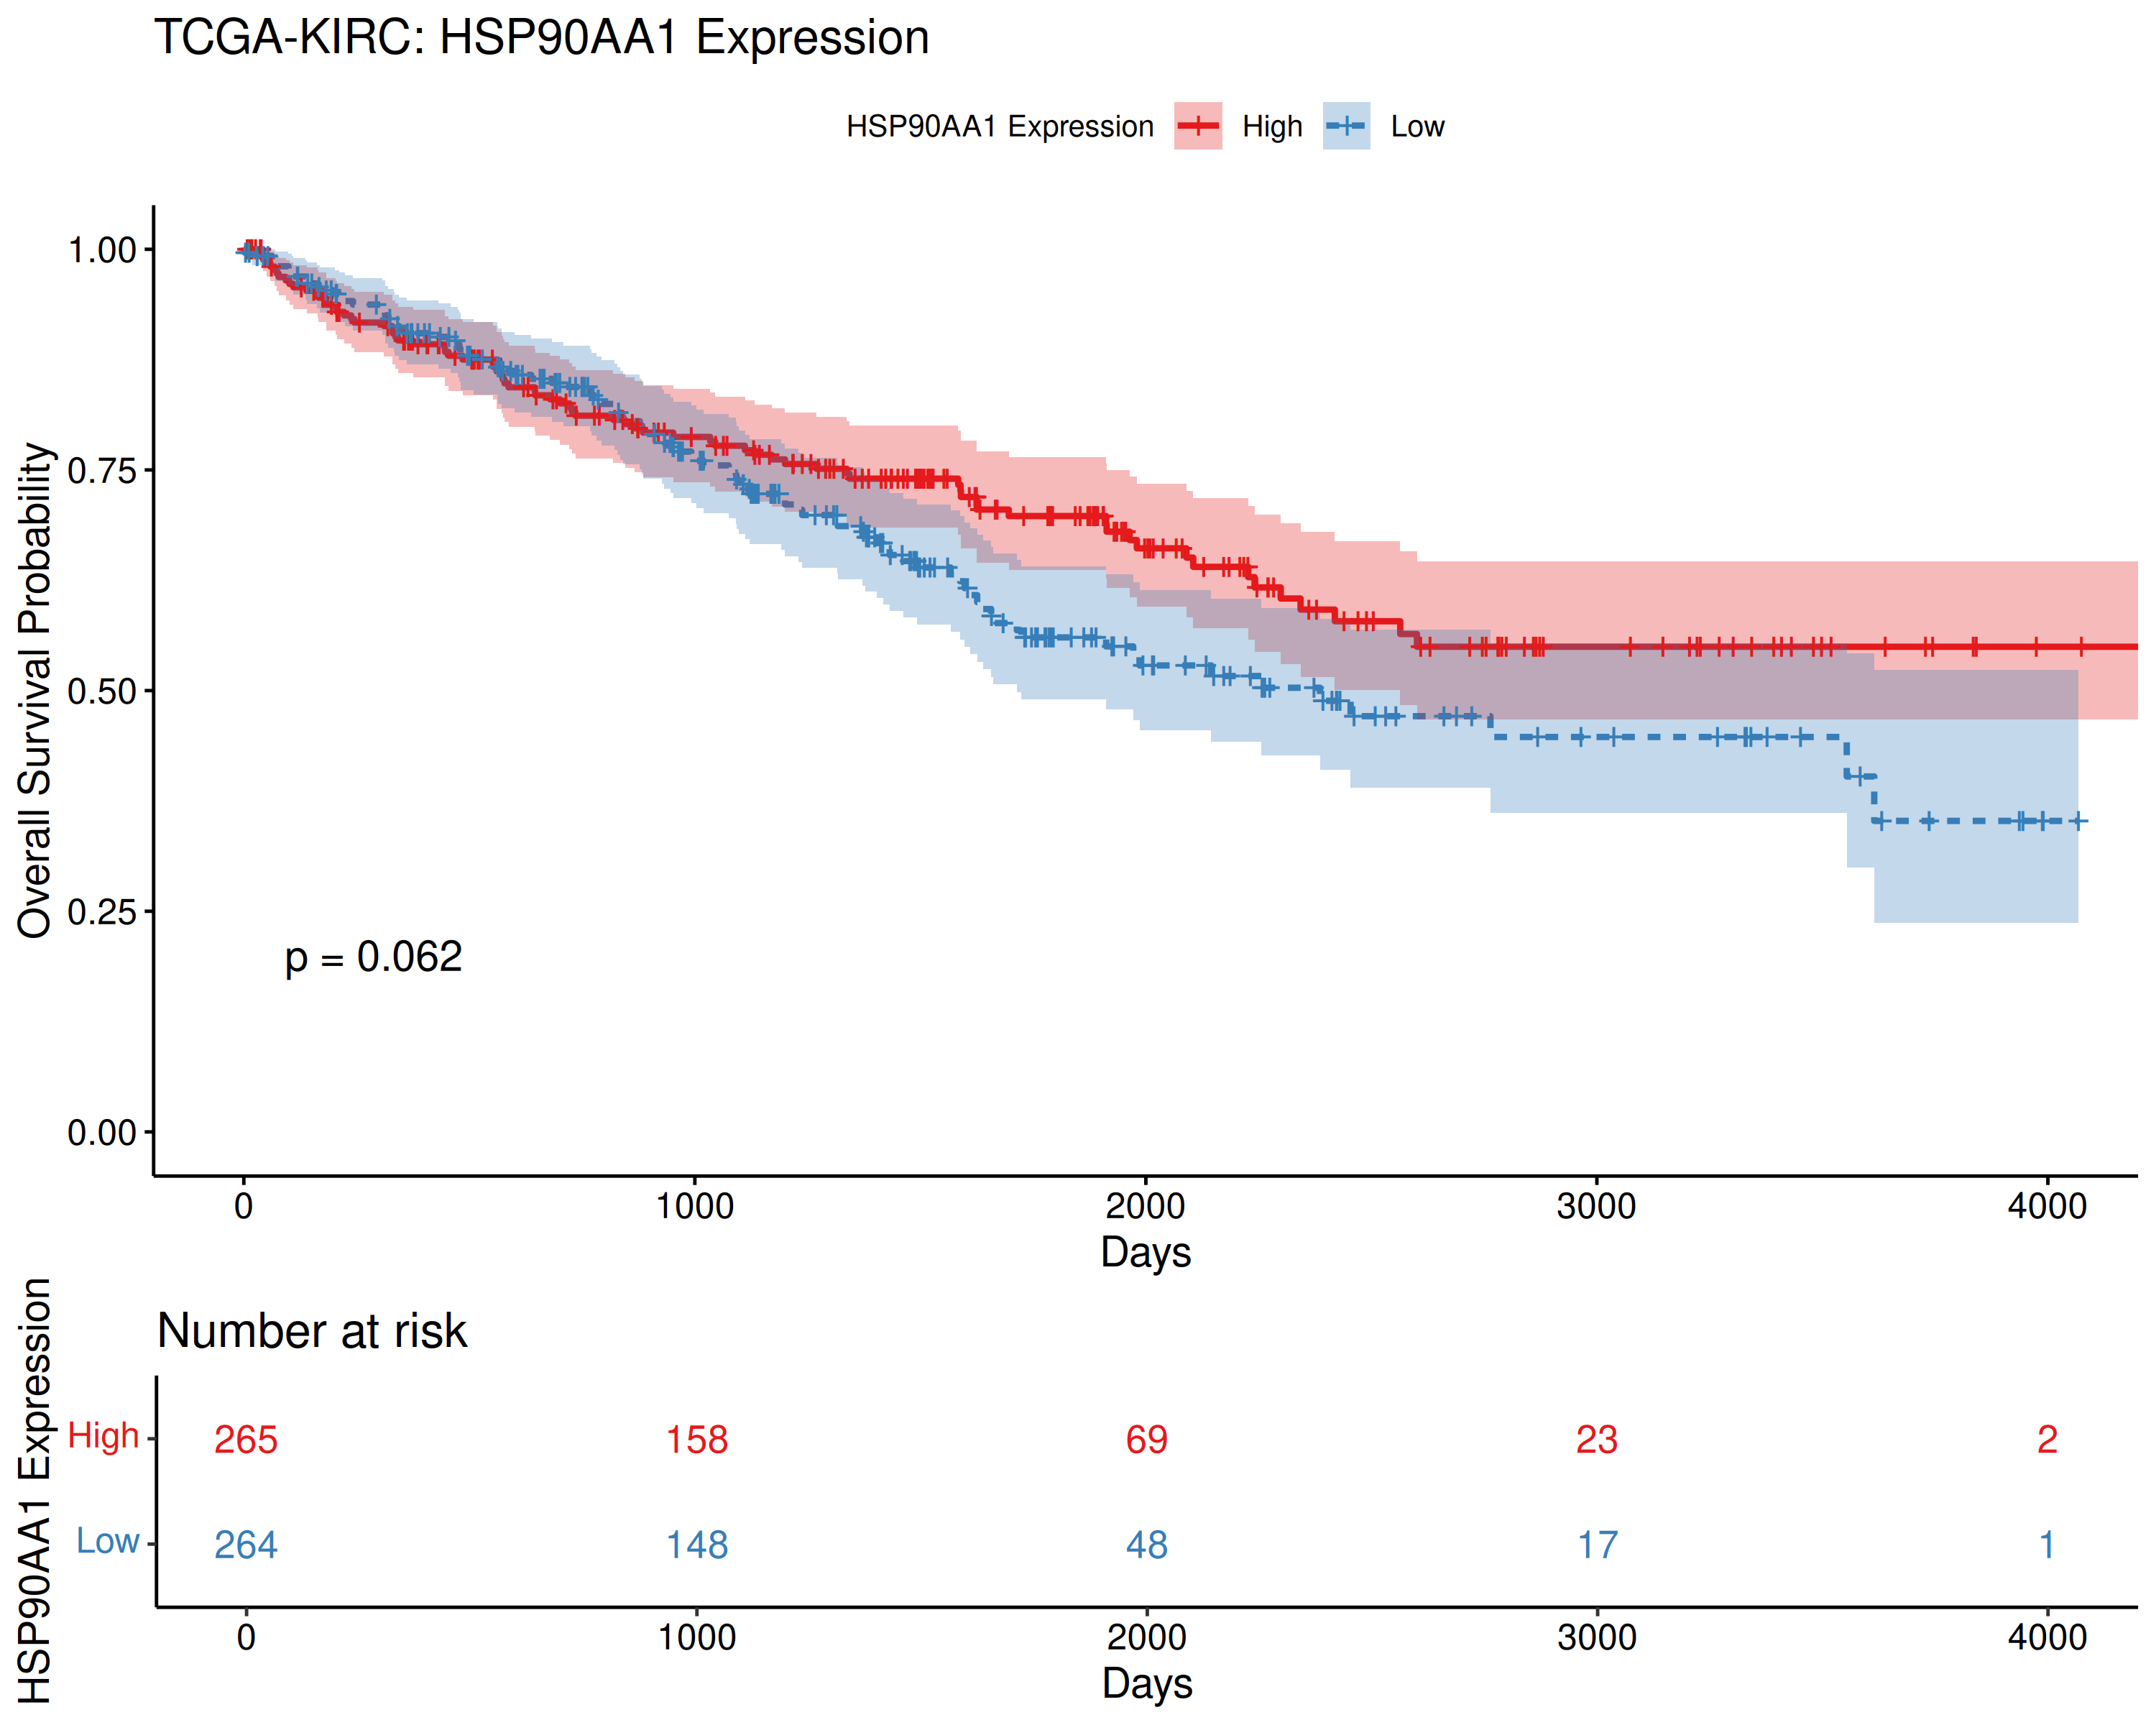 TCGA-KIRC: HSP90AA1 Expression
HSP90AA1 Expression High Low
Overall Survival Probability
1.00
0.75
0.50
0.25
0.00
p = 0.062
0 1000 2000 3000 4000
Days
Number at risk
HSP90AA1 Expression
High 265 158 69 23 2
Low 264 148 48 17 1
0 1000 2000 3000 4000
Days